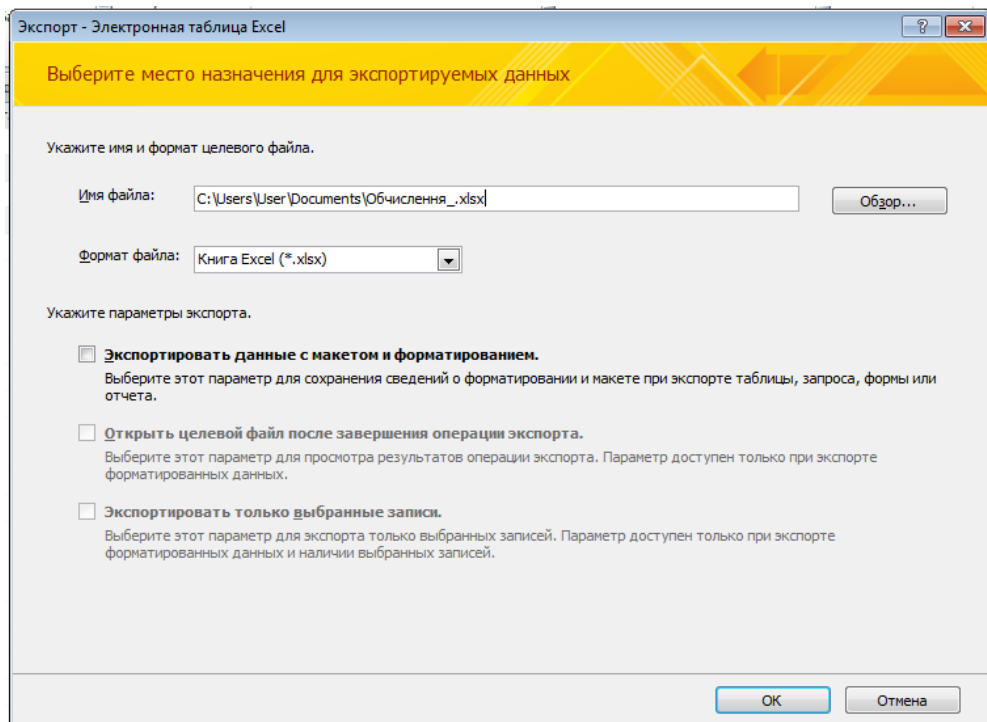 Экспорт - Электронная таблица Excel
Выберите место назначения для экспортируемых данных
Укажите имя и формат целевого файла.
Имя файла:
C:\Users\User\Documents\Обчислення_.xlsx
Обзор...
Формат файла:
Книга Excel (*.xlsx)
Укажите параметры экспорта.
Экспортировать данные с макетом и форматированием.
Выберите этот параметр для сохранения сведений о форматировании и макете при экспорте таблицы, запроса, формы или
отчета.
Открыть целевой файл после завершения операции экспорта.
Выберите этот параметр для просмотра результатов операции экспорта. Параметр доступен только при экспорте
форматированных данных.
Экспортировать только выбранные записи.
Выберите этот параметр для экспорта только выбранных записей. Параметр доступен только при экспорте
форматированных данных и наличии выбранных записей.
ОК
Отмена